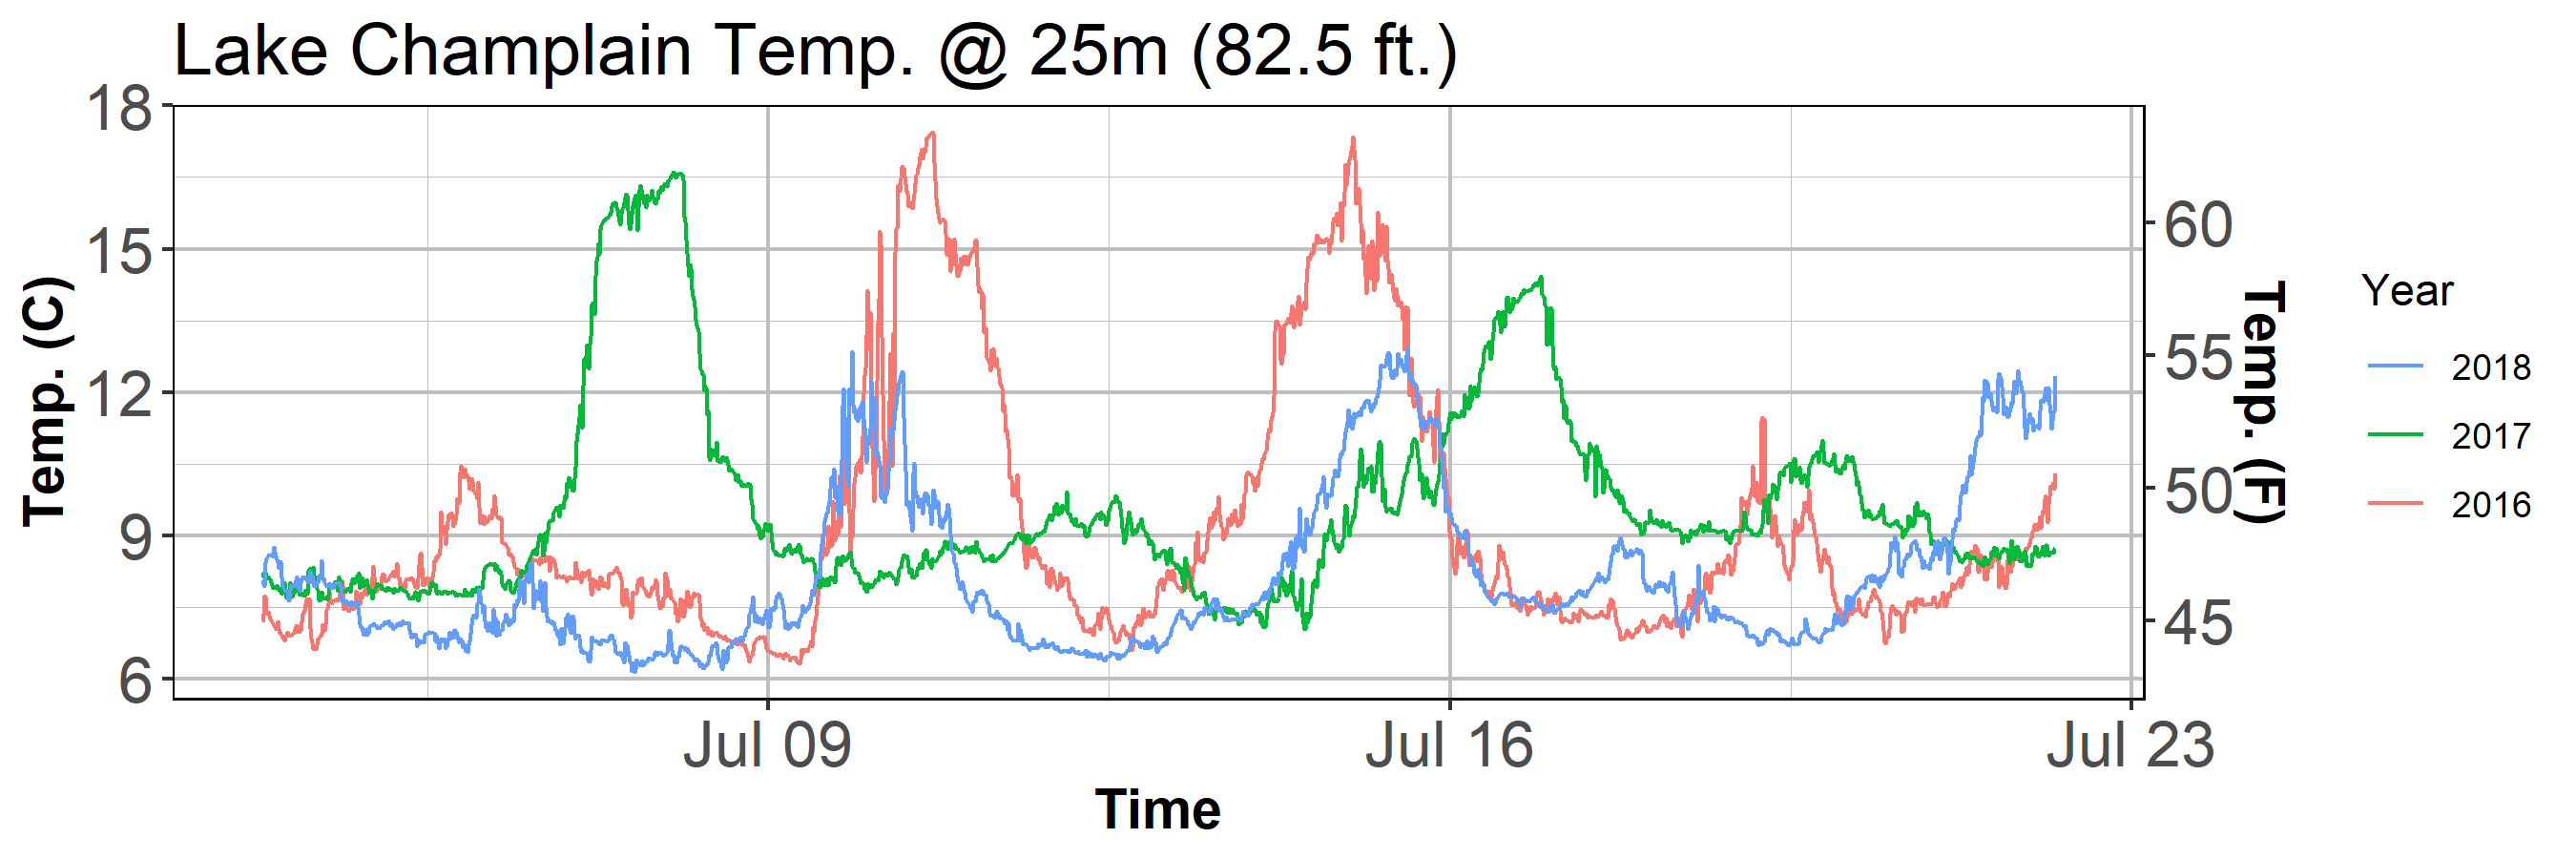 Lake Champlain Temp. @ 25m (82.5 ft.)
18
15
12
9
6
Temp. (C)
60
55
50
45
Temp. (F)
Jul 09
Jul 16
Jul 23
Time
Year
2018
2017
2016